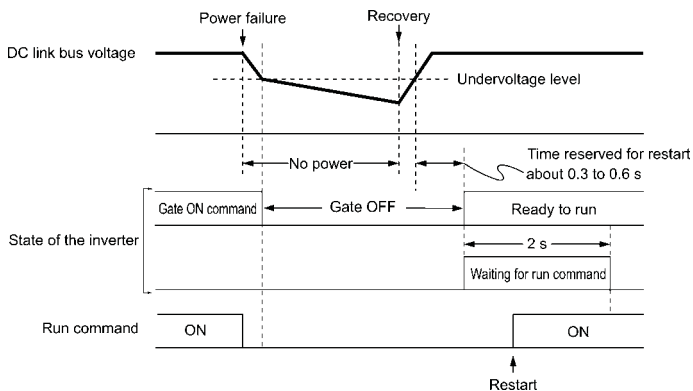 Power failure
Recovery
DC link bus voltage
Undervoltage level
No power
Time reserved for restart
about 0.3 to 0.6 s
Gate ON command
Gate OFF
Ready to run
State of the inverter
2 s
Waiting for run command
Run command
ON
ON
Restart